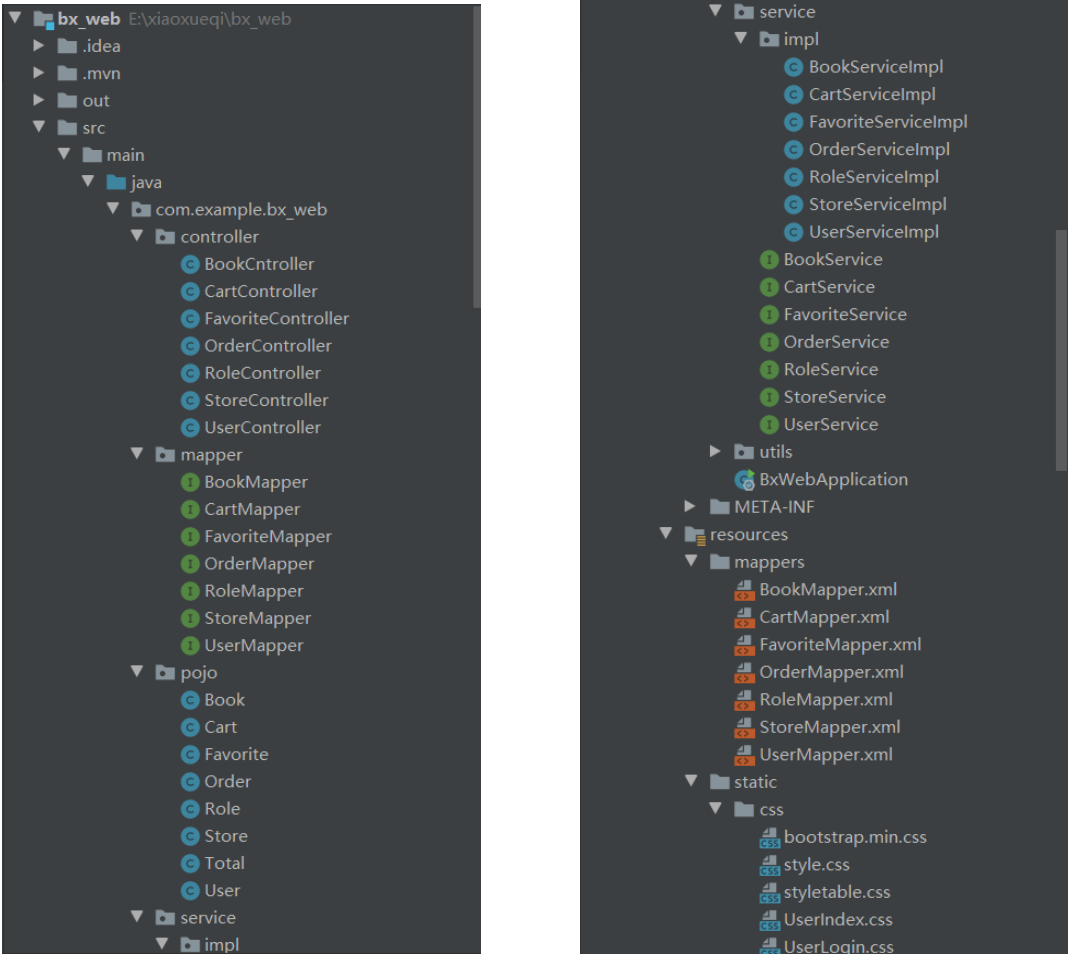 bx_web E:\xiaoxueqi\bx_web
.idea
.mvn
out
src
main
java
com.example.bx_web
controller
BookCntroller
CartController
FavoriteController
OrderController
RoleController
StoreController
UserController
mapper
BookMapper
CartMapper
FavoriteMapper
OrderMapper
RoleMapper
StoreMapper
UserMapper
pojo
Book
Cart
Favorite
Order
Role
Store
Total
User
service
impl
service
impl
BookServiceImpl
CartServiceImpl
FavoriteServiceImpl
OrderServiceImpl
RoleServiceImpl
StoreServiceImpl
UserServiceImpl
BookService
CartService
FavoriteService
OrderService
RoleService
StoreService
UserService
utils
BxWebApplication
META-INF
resources
mappers
BookMapper.xml
CartMapper.xml
FavoriteMapper.xml
OrderMapper.xml
RoleMapper.xml
StoreMapper.xml
UserMapper.xml
static
css
bootstrap.min.css
style.css
styletable.css
UserIndex.css
UserLogin.css